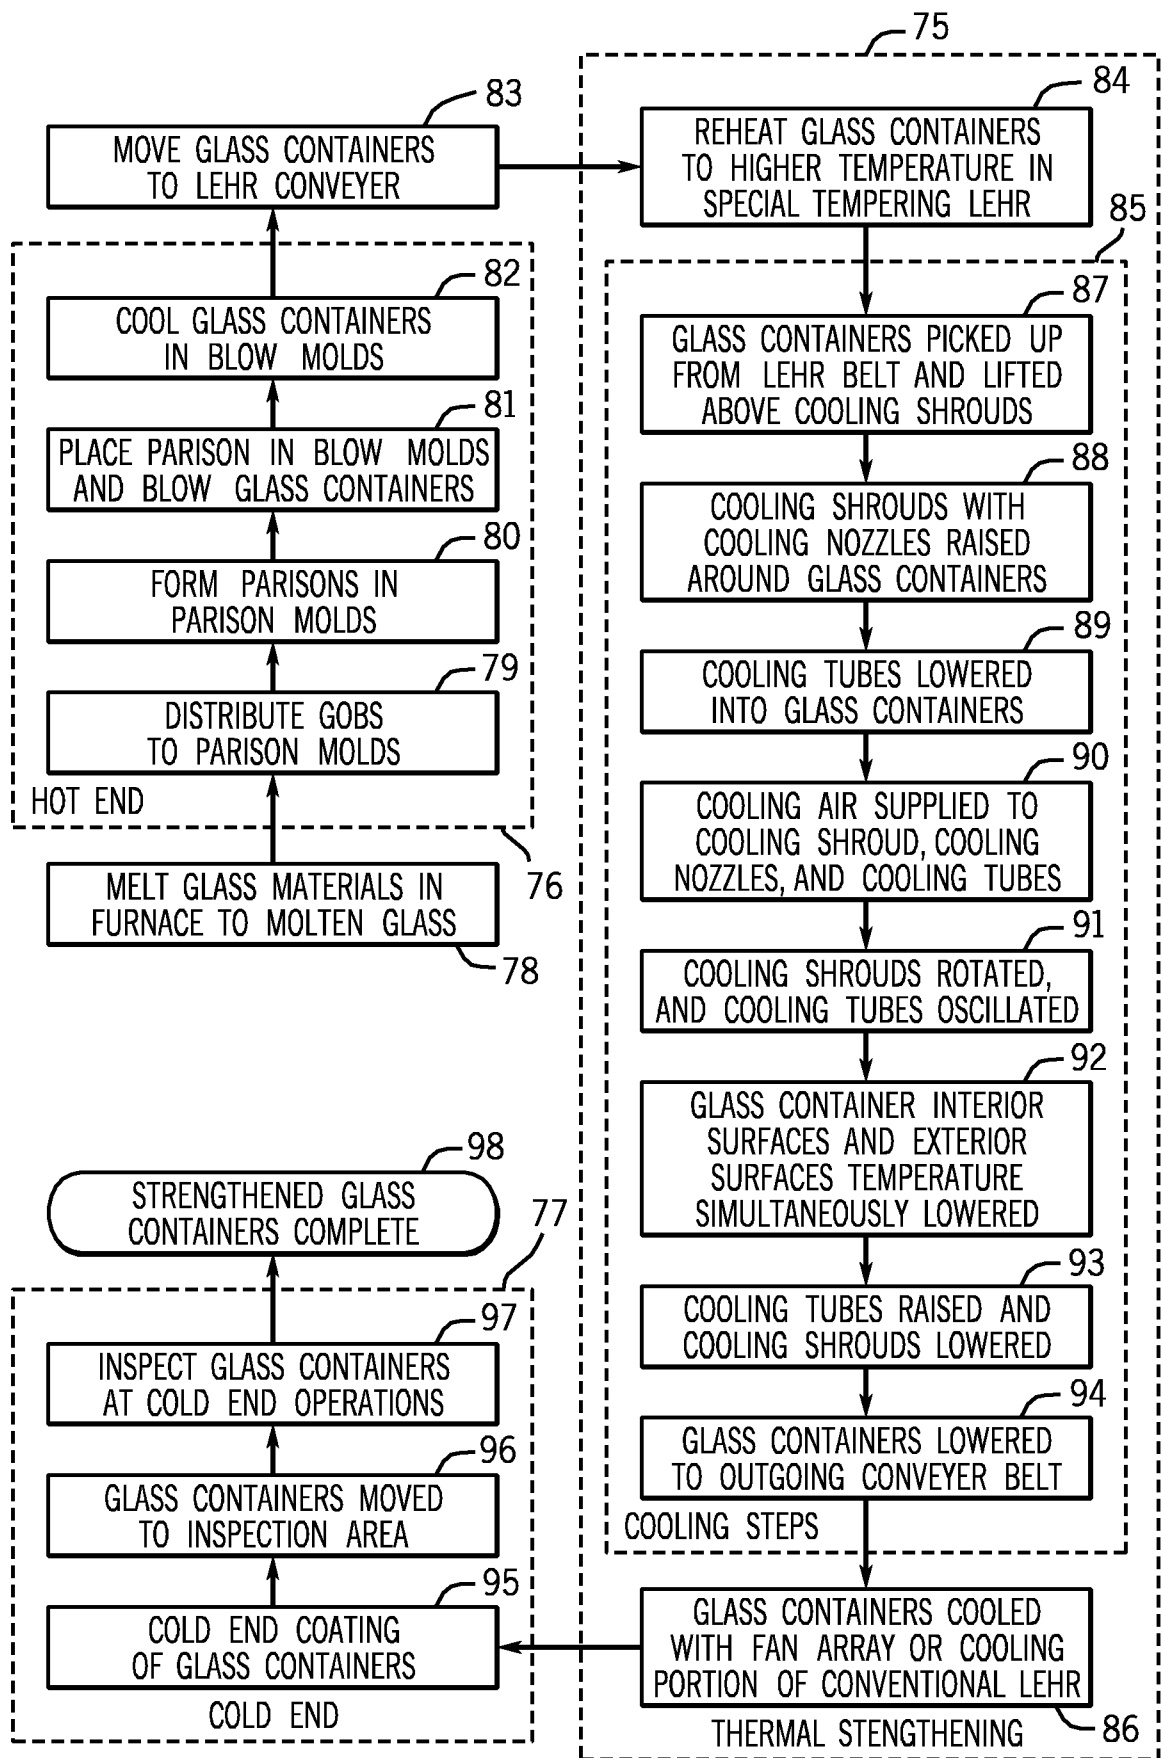 75
83
MOVE GLASS CONTAINERS
TO LEHR CONVEYER
84
REHEAT GLASS CONTAINERS
TO HIGHER TEMPERATURE IN
SPECIAL TEMPERING LEHR
85
82
COOL GLASS CONTAINERS
IN BLOW MOLDS
81
PLACE PARISON IN BLOW MOLDS
AND BLOW GLASS CONTAINERS
80
FORM PARISONS IN
PARISON MOLDS
79
DISTRIBUTE GOBS
TO PARISON MOLDS
HOT END
76
MELT GLASS MATERIALS IN
FURNACE TO MOLTEN GLASS
78
87
GLASS CONTAINERS PICKED UP
FROM LEHR BELT AND LIFTED
ABOVE COOLING SHROUDS
88
COOLING SHROUDS WITH
COOLING NOZZLES RAISED
AROUND GLASS CONTAINERS
89
COOLING TUBES LOWERED
INTO GLASS CONTAINERS
90
COOLING AIR SUPPLIED TO
COOLING SHROUD, COOLING
NOZZLES, AND COOLING TUBES
91
COOLING SHROUDS ROTATED,
AND COOLING TUBES OSCILLATED
92
GLASS CONTAINER INTERIOR
SURFACES AND EXTERIOR
SURFACES TEMPERATURE
SIMULTANEOUSLY LOWERED
93
COOLING TUBES RAISED AND
COOLING SHROUDS LOWERED
94
GLASS CONTAINERS LOWERED
TO OUTGOING CONVEYER BELT
COOLING STEPS
GLASS CONTAINERS COOLED
WITH FAN ARRAY OR COOLING
PORTION OF CONVENTIONAL LEHR
86
THERMAL STENGTHENING
98
STRENGTHENED GLASS
CONTAINERS COMPLETE
77
97
INSPECT GLASS CONTAINERS
AT COLD END OPERATIONS
96
GLASS CONTAINERS MOVED
TO INSPECTION AREA
95
COLD END COATING
OF GLASS CONTAINERS
COLD END